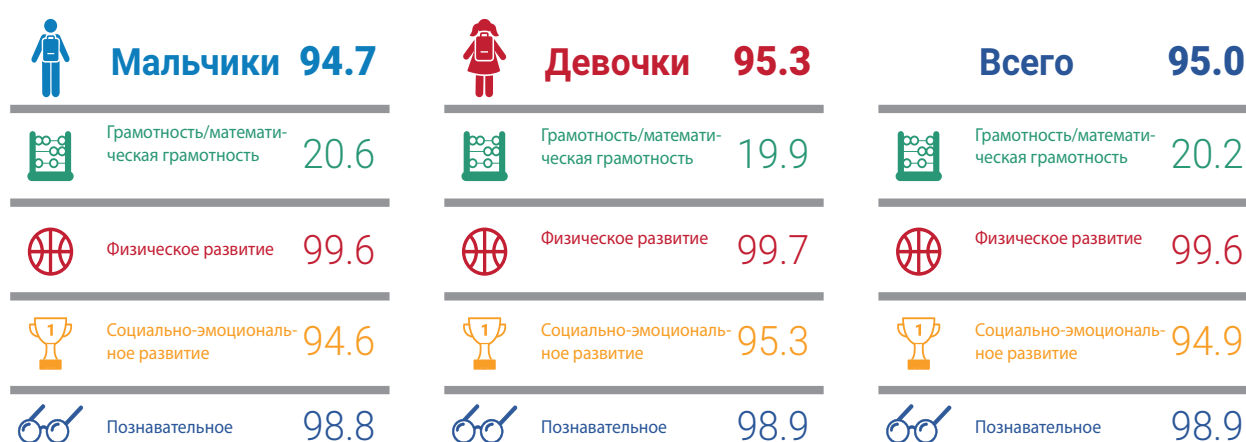 Мальчики 94.7
Грамотность/математи-
ческая грамотность 20.6
Физическое развитие 99.6
Социально-эмоциональ-
ное развитие 94.6
Познавательное 98.8
Девочки 95.3
Грамотность/математи-
ческая грамотность 19.9
Физическое развитие 99.7
Социально-эмоциональ-
ное развитие 95.3
Познавательное 98.9
Всего 95.0
Грамотность/математи-
ческая грамотность 20.2
Физическое развитие 99.6
Социально-эмоциональ-
ное развитие 94.9
Познавательное 98.9